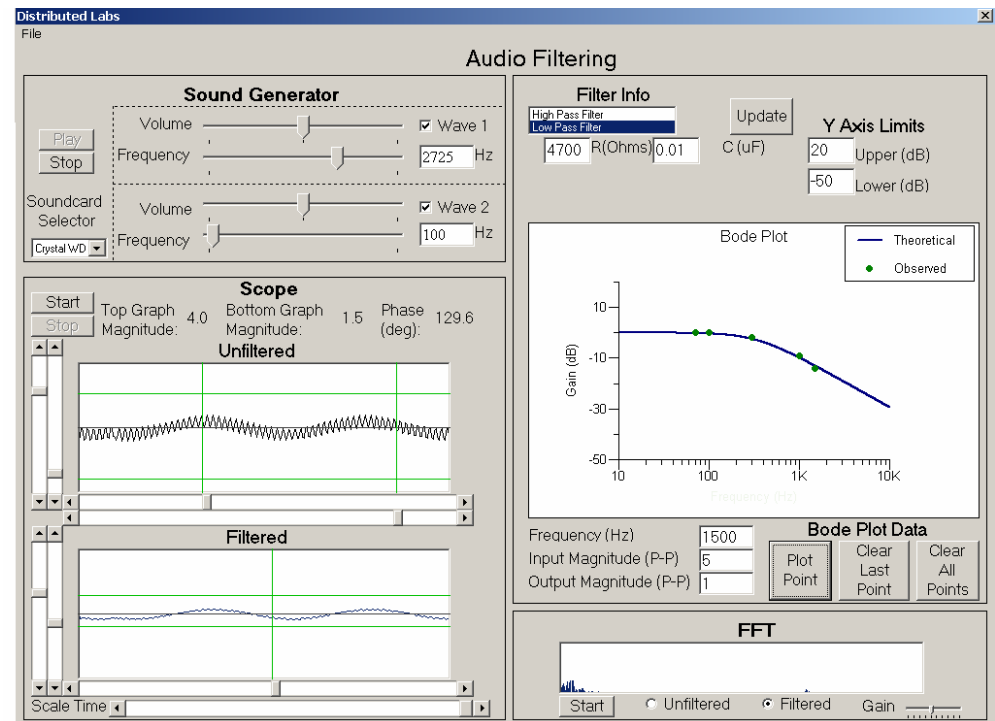 Distributed Labs
File
Audio Filtering
Sound Generator
Play
Stop
Volume
Wave 1
Frequency
2725 Hz
Soundcard
Selector
Crystal WD
Volume
Wave 2
Frequency
100 Hz
Filter Info
High Pass Filter
Low Pass Filter
Update
4700 R(Ohms) 0.01 C (uF)
Y Axis Limits
20 Upper (dB)
-50 Lower (dB)
Scope
Start
Stop
Top Graph
Magnitude: 4.0
Bottom Graph
Magnitude: 1.5
Phase
(deg): 129.6
Unfiltered
Filtered
Scale Time
Bode Plot
Theoretical
Observed
Gain (dB)
10
-10
-30
-50
10 100 1K 10K
Frequency (Hz)
Frequency (Hz) 1500
Input Magnitude (P-P) 5
Output Magnitude (P-P) 1
Bode Plot Data
Plot
Point
Clear
Last
Point
Clear
All
Points
FFT
Start
Unfiltered
Filtered
Gain